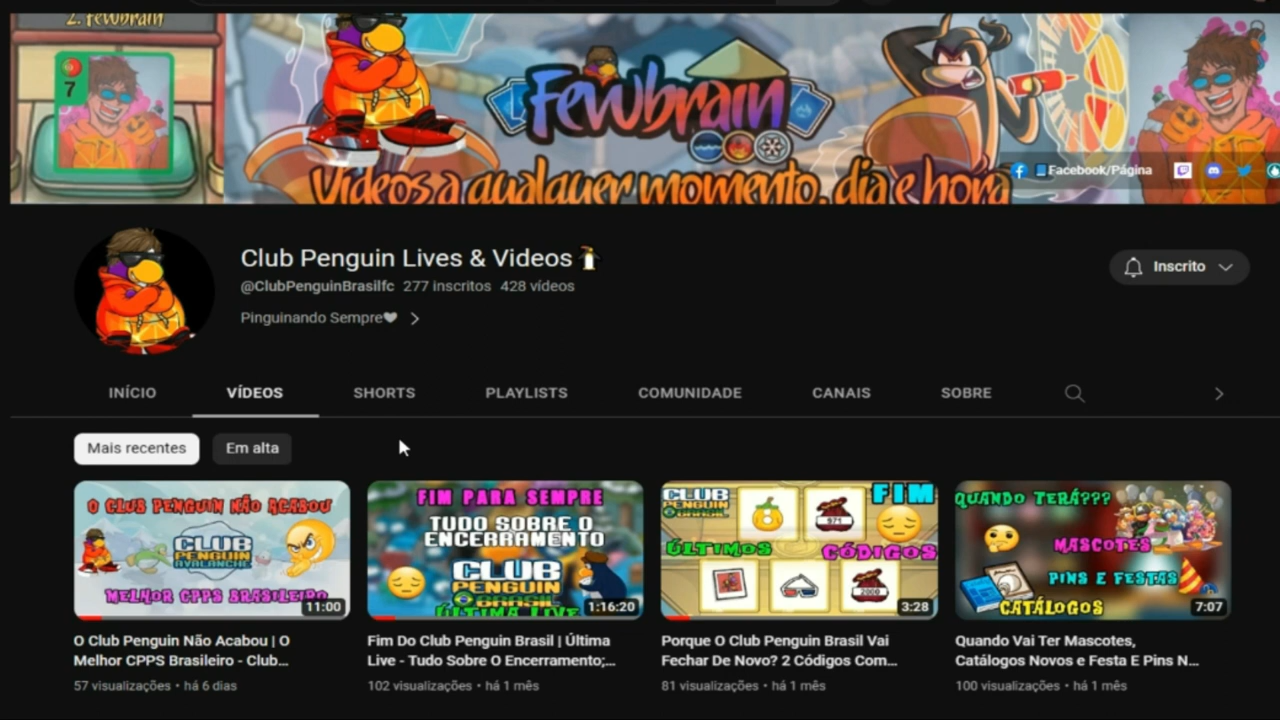 2. Fewbrain
7
Fewbrain
Vídeos a qualquer momento, dia e hora
Facebook/Página
Club Penguin Lives & Videos
@ClubPenguinBrasilfc 277 inscritos 428 vídeos
Pinguinando Sempre
Inscrito
INÍCIO VÍDEOS SHORTS PLAYLISTS COMUNIDADE CANAIS SOBRE
Mais recentes Em alta
O CLUB PENGUIN NÃO ACABOU
CLUB
PENGUIN
AVALANCHE
MELHOR CPPS BRASILEIRO
11:00
FIM PARA SEMPRE
TUDO SOBRE O
ENCERRAMENTO
CLUB
PENGUIN
BRASIL
ÚLTIMA LIVE
1:16:20
CLUB
PENGUIN
BRASIL
FIM
971
ÚLTIMOS CÓDIGOS
2000
3:28
QUANDO TERÁ???
MASCOTES
PINS E FESTAS
CATÁLOGOS
7:07
O Club Penguin Não Acabou | O
Melhor CPPS Brasileiro - Club...
57 visualizações • há 6 dias
Fim Do Club Penguin Brasil | Última
Live - Tudo Sobre O Encerramento;...
102 visualizações • há 1 mês
Porque O Club Penguin Brasil Vai
Fechar De Novo? 2 Códigos Com...
81 visualizações • há 1 mês
Quando Vai Ter Mascotes,
Catálogos Novos e Festa E Pins N...
100 visualizações • há 1 mês